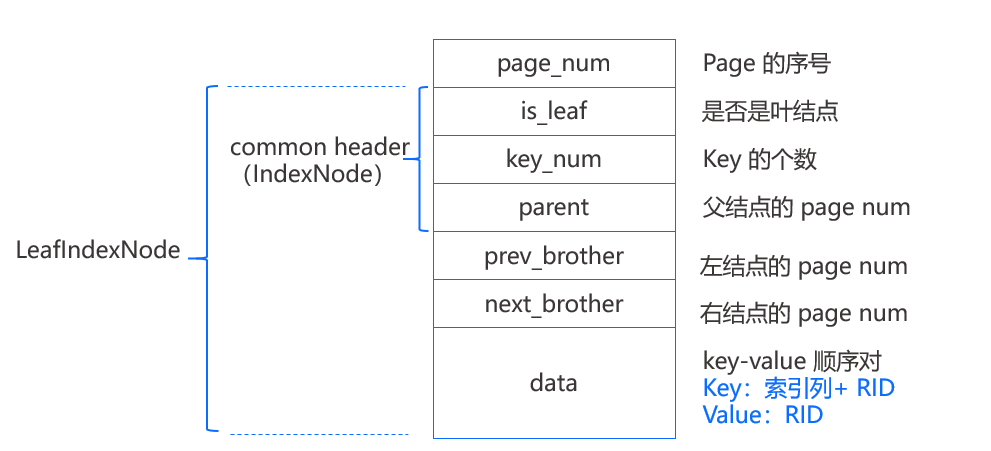 page_num
Page 的序号
is_leaf
是否是叶结点
common header
（IndexNode）
key_num
Key 的个数
parent
父结点的 page num
LeafIndexNode
prev_brother
左结点的 page num
next_brother
右结点的 page num
data
key-value 顺序对
Key：索引列+ RID
Value：RID